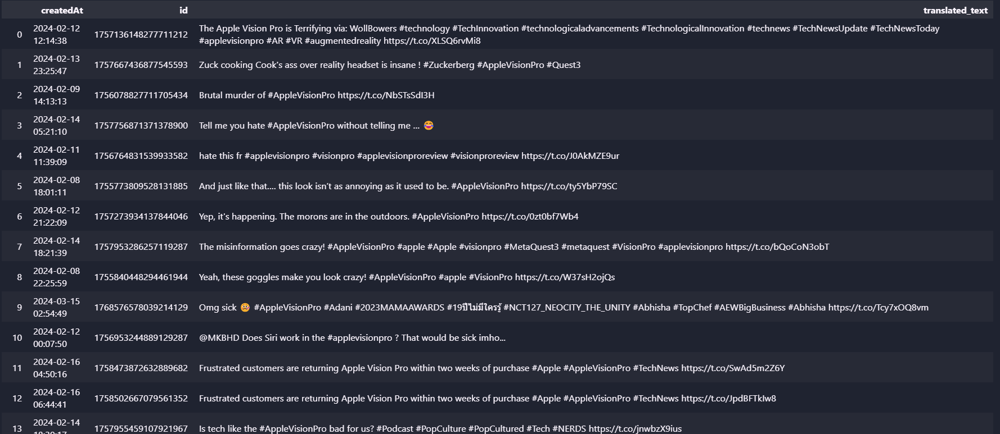 createdAt id translated_text
0 2024-02-12 12:14:38 1757136148277711212 The Apple Vision Pro is Terrifying via: WollBowers #technology #TechInnovation #technologicaladvancements #TechnologicalInnovation #technews #TechNewsUpdate #TechNewsToday
#applevisionpro #AR #VR #augmentedreality https://t.co/XLSQ6rvMi8
1 2024-02-13 23:25:47 1757667436877545593 Zuck cooking Cook's ass over reality headset is insane ! #Zuckerberg #AppleVisionPro #Quest3
2 2024-02-09 14:13:13 1756078827711705434 Brutal murder of #AppleVisionPro https://t.co/NbSTsSdI3H
3 2024-02-14 05:21:10 1757756871371378900 Tell me you hate #AppleVisionPro without telling me ... 😂
4 2024-02-11 11:39:09 1756764831539933582 hate this fr #applevisionpro #visionpro #applevisionproreview #visionproreview https://t.co/J0AkMZE9ur
5 2024-02-08 18:01:11 1755773809528131885 And just like that.... this look isn’t as annoying as it used to be. #AppleVisionPro https://t.co/ty5YbP79SC
6 2024-02-12 21:22:09 1757273934137844046 Yep, it's happening. The morons are in the outdoors. #AppleVisionPro https://t.co/0zt0bf7Wb4
7 2024-02-14 18:21:39 1757953286257119287 The misinformation goes crazy! #AppleVisionPro #apple #Apple #visionpro #MetaQuest3 #metaquest #VisionPro #applevisionpro https://t.co/bQoCoN3obT
8 2024-02-08 22:25:59 1755840448294461944 Yeah, these goggles make you look crazy! #AppleVisionPro #apple #VisionPro https://t.co/W37sH2ojQs
9 2024-03-15 02:54:49 1768576578039214129 Omg sick 🤒 #AppleVisionPro #Adani #2023MAMAAWARDS #19ปีไม่มีใครรู้ #NCT127_NEOCITY_THE_UNITY #Abhisha #TopChef #AEWBigBusiness #Abhisha https://t.co/Tcy7xOQ8vm
10 2024-02-12 00:07:50 1756953244889129287 @MKBHD Does Siri work in the #applevisionpro ? That would be sick imho...
11 2024-02-16 04:50:16 1758473872632889682 Frustrated customers are returning Apple Vision Pro within two weeks of purchase #Apple #AppleVisionPro #TechNews https://t.co/SwAd5m2Z6Y
12 2024-02-16 06:44:41 1758502667079561352 Frustrated customers are returning Apple Vision Pro within two weeks of purchase #Apple #AppleVisionPro #TechNews https://t.co/JpdBFTkIw8
13 2024-02-14 1757955459107921967 Is tech like the #AppleVisionPro bad for us? #Podcast #PopCulture #PopCultured #Tech #NERDS https://t.co/jnwbzX9ius